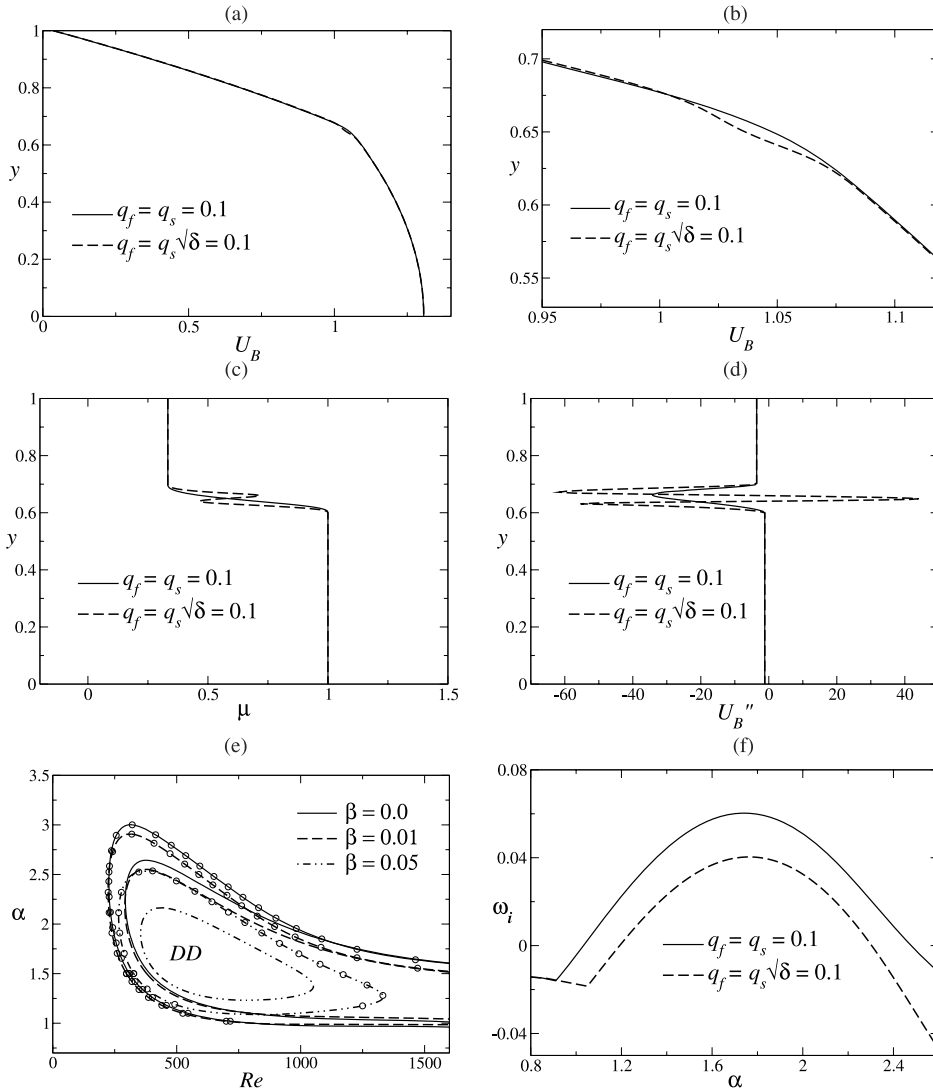 (a)
1
0.8
0.6
y
0.4
0.2
0
0
0.5
1
U_B
q_f = q_s = 0.1
q_f = q_s√δ = 0.1
(b)
0.7
0.65
y
0.6
0.55
0.95
1
1.05
1.1
U_B
q_f = q_s = 0.1
q_f = q_s√δ = 0.1
(c)
1
0.8
0.6
y
0.4
0.2
0
0
0.5
1
1.5
μ
q_f = q_s = 0.1
q_f = q_s√δ = 0.1
(d)
1
0.8
0.6
y
0.4
0.2
0
-60
-40
-20
0
20
40
U_B''
q_f = q_s = 0.1
q_f = q_s√δ = 0.1
(e)
3.5
3
2.5
α
2
1.5
1
0
500
1000
1500
Re
β = 0.0
β = 0.01
β = 0.05
DD
(f)
0.08
0.04
ω_i
0
-0.04
0.8
1.2
1.6
2
2.4
α
q_f = q_s = 0.1
q_f = q_s√δ = 0.1